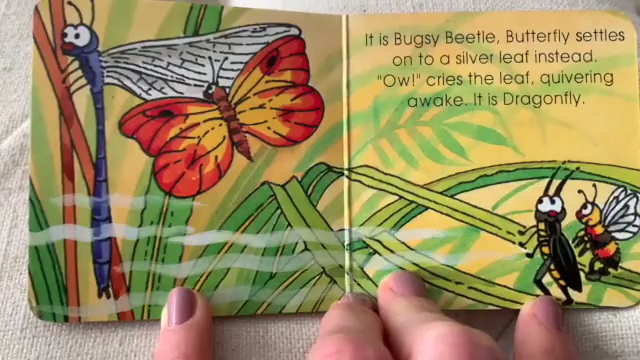 It is Bugsy Beetle, Butterfly settles
on to a silver leaf instead.
"Ow!" cries the leaf, quivering
awake. It is Dragonfly.